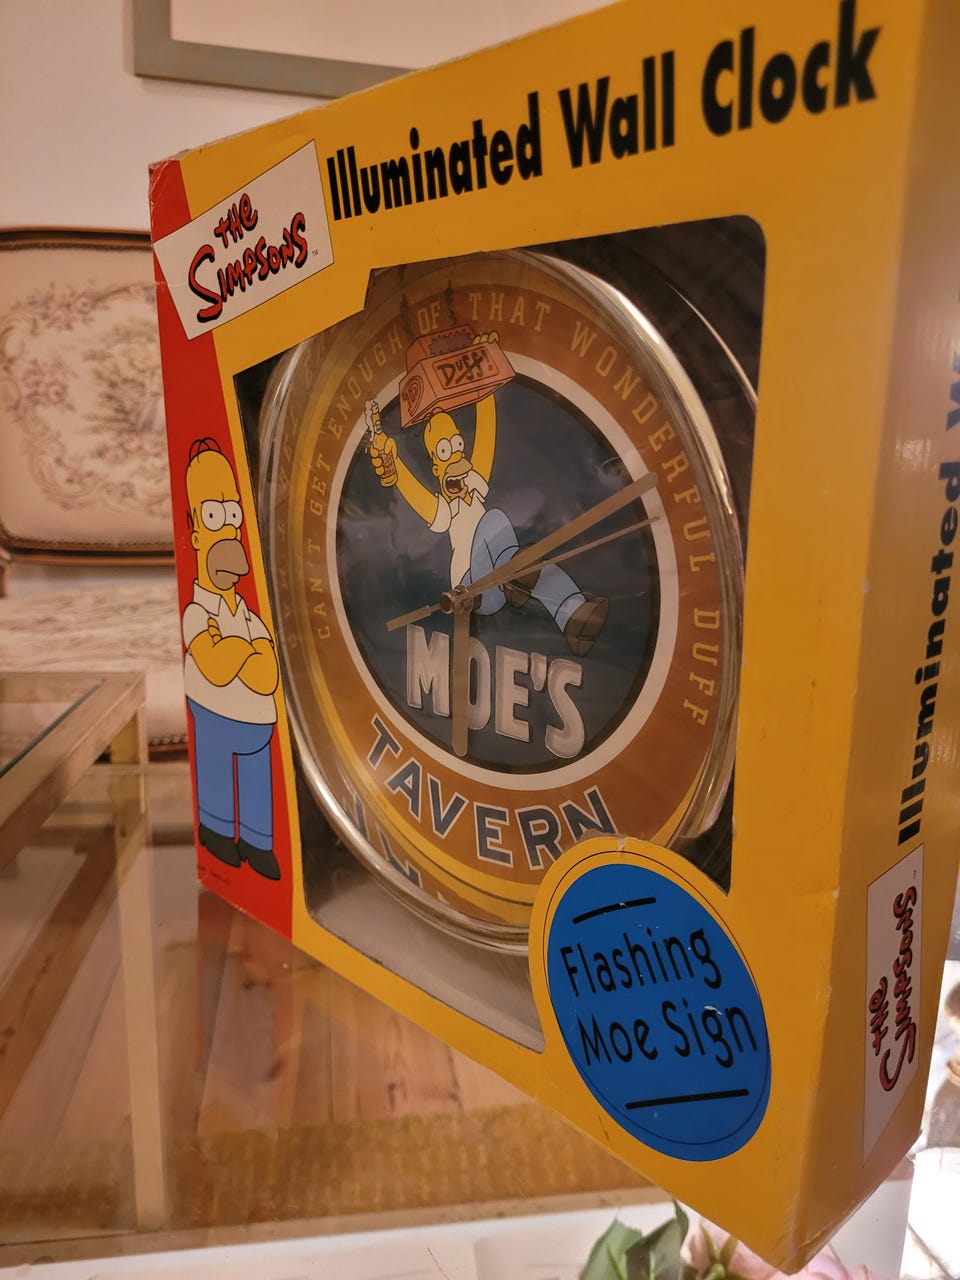 Illuminated Wall Clock
THE
SIMPSONS
TM
CAN'T GET ENOUGH OF THAT WONDERFUL DUFF
Duff!
MOE'S
TAVERN
Flashing
Moe Sign
Illuminated W
THE
SIMPSONS